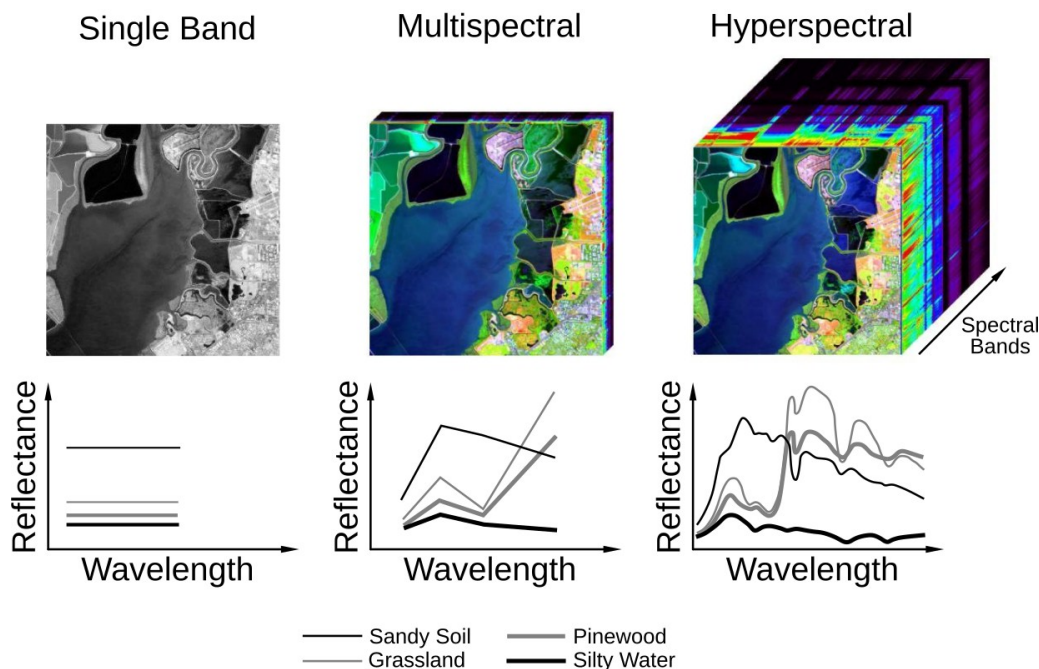 Single Band
Multispectral
Hyperspectral
Spectral
Bands
Reflectance
Wavelength
Reflectance
Wavelength
Reflectance
Wavelength
Sandy Soil
Pinewood
Grassland
Silty Water